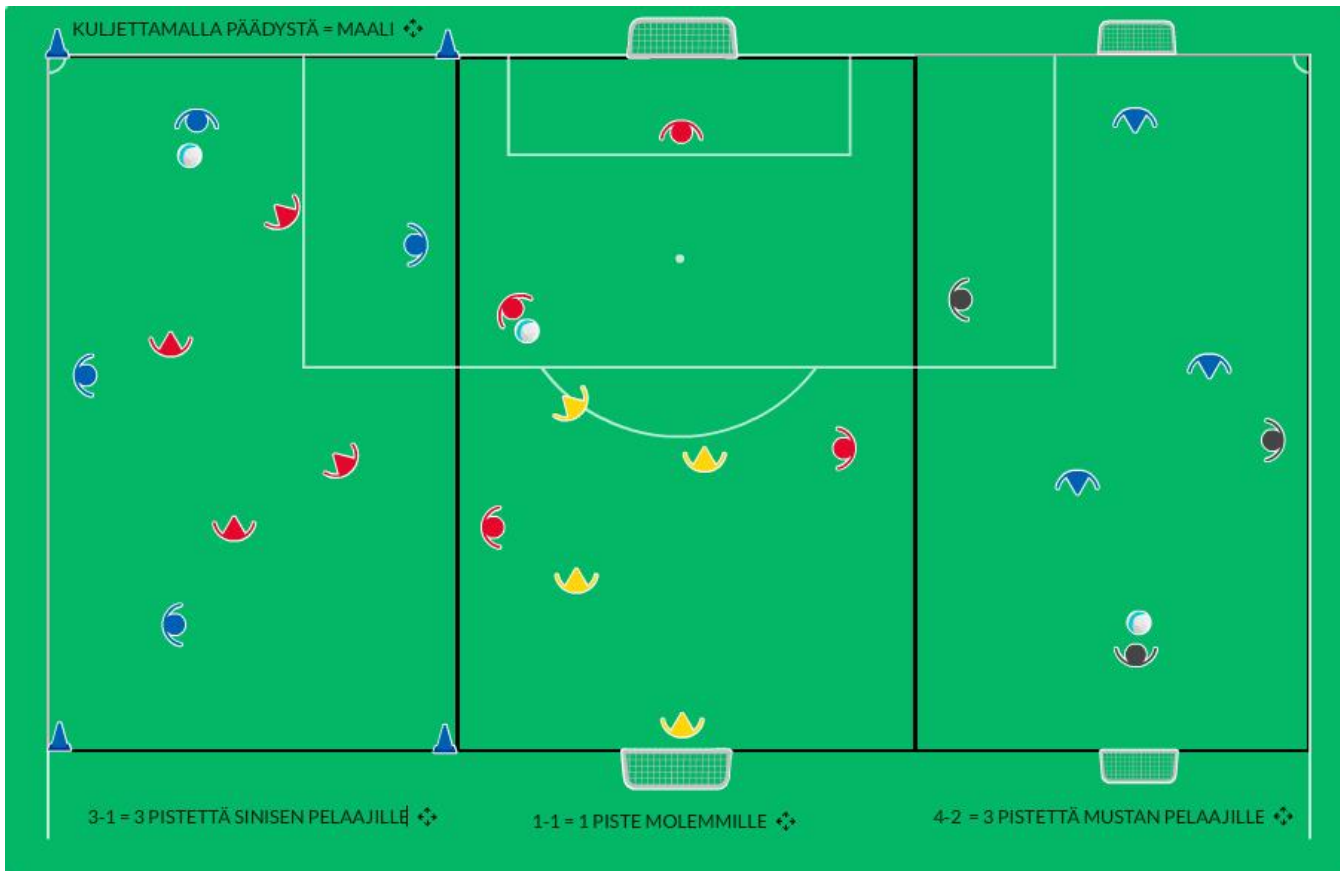 KULJETTAMALLA PÄÄDYSTÄ = MAALI
3-1 = 3 PISTETTÄ SINISEN PELAAJILLE
1-1 = 1 PISTE MOLEMMILLE
4-2 = 3 PISTETTÄ MUSTAN PELAAJILLE